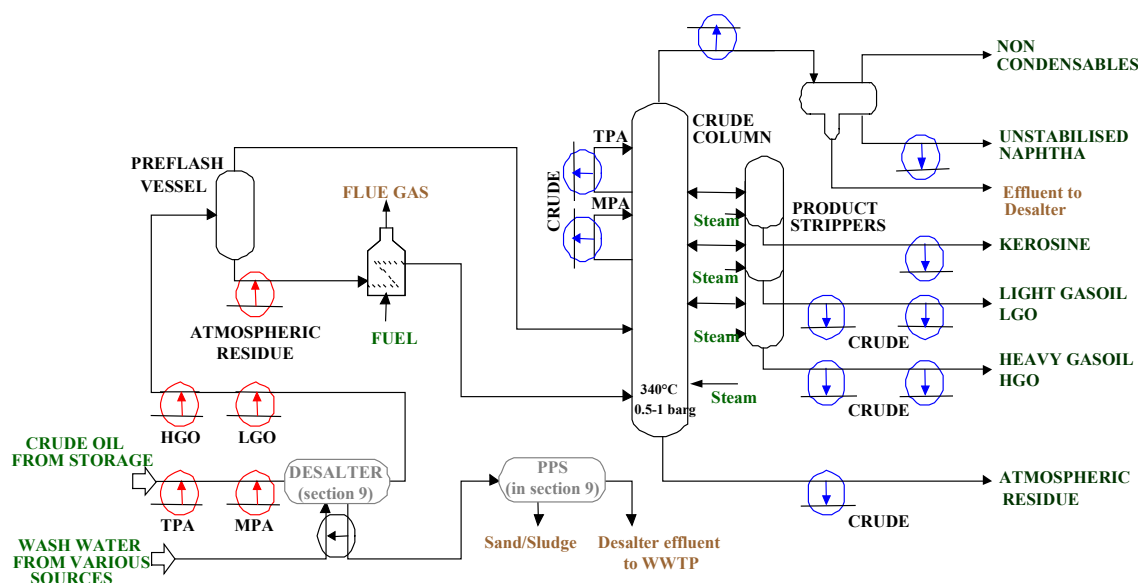 NON
CONDENSABLES
TPA
CRUDE
COLUMN
PREFLASH
VESSEL
UNSTABILISED
NAPHTHA
FLUE GAS
CRUDE
MPA
Effluent to
Desalter
Steam
PRODUCT
STRIPPERS
KEROSINE
Steam
LIGHT GASOIL
LGO
ATMOSPHERIC
RESIDUE
FUEL
Steam
CRUDE
HEAVY GASOIL
HGO
340°C
0.5-1 barg
Steam
CRUDE
HGO
LGO
CRUDE OIL
FROM STORAGE
DESALTER
(section 9)
PPS
(in section 9)
ATMOSPHERIC
RESIDUE
TPA
MPA
CRUDE
WASH WATER
FROM VARIOUS
SOURCES
Sand/Sludge
Desalter effluent
to WWTP